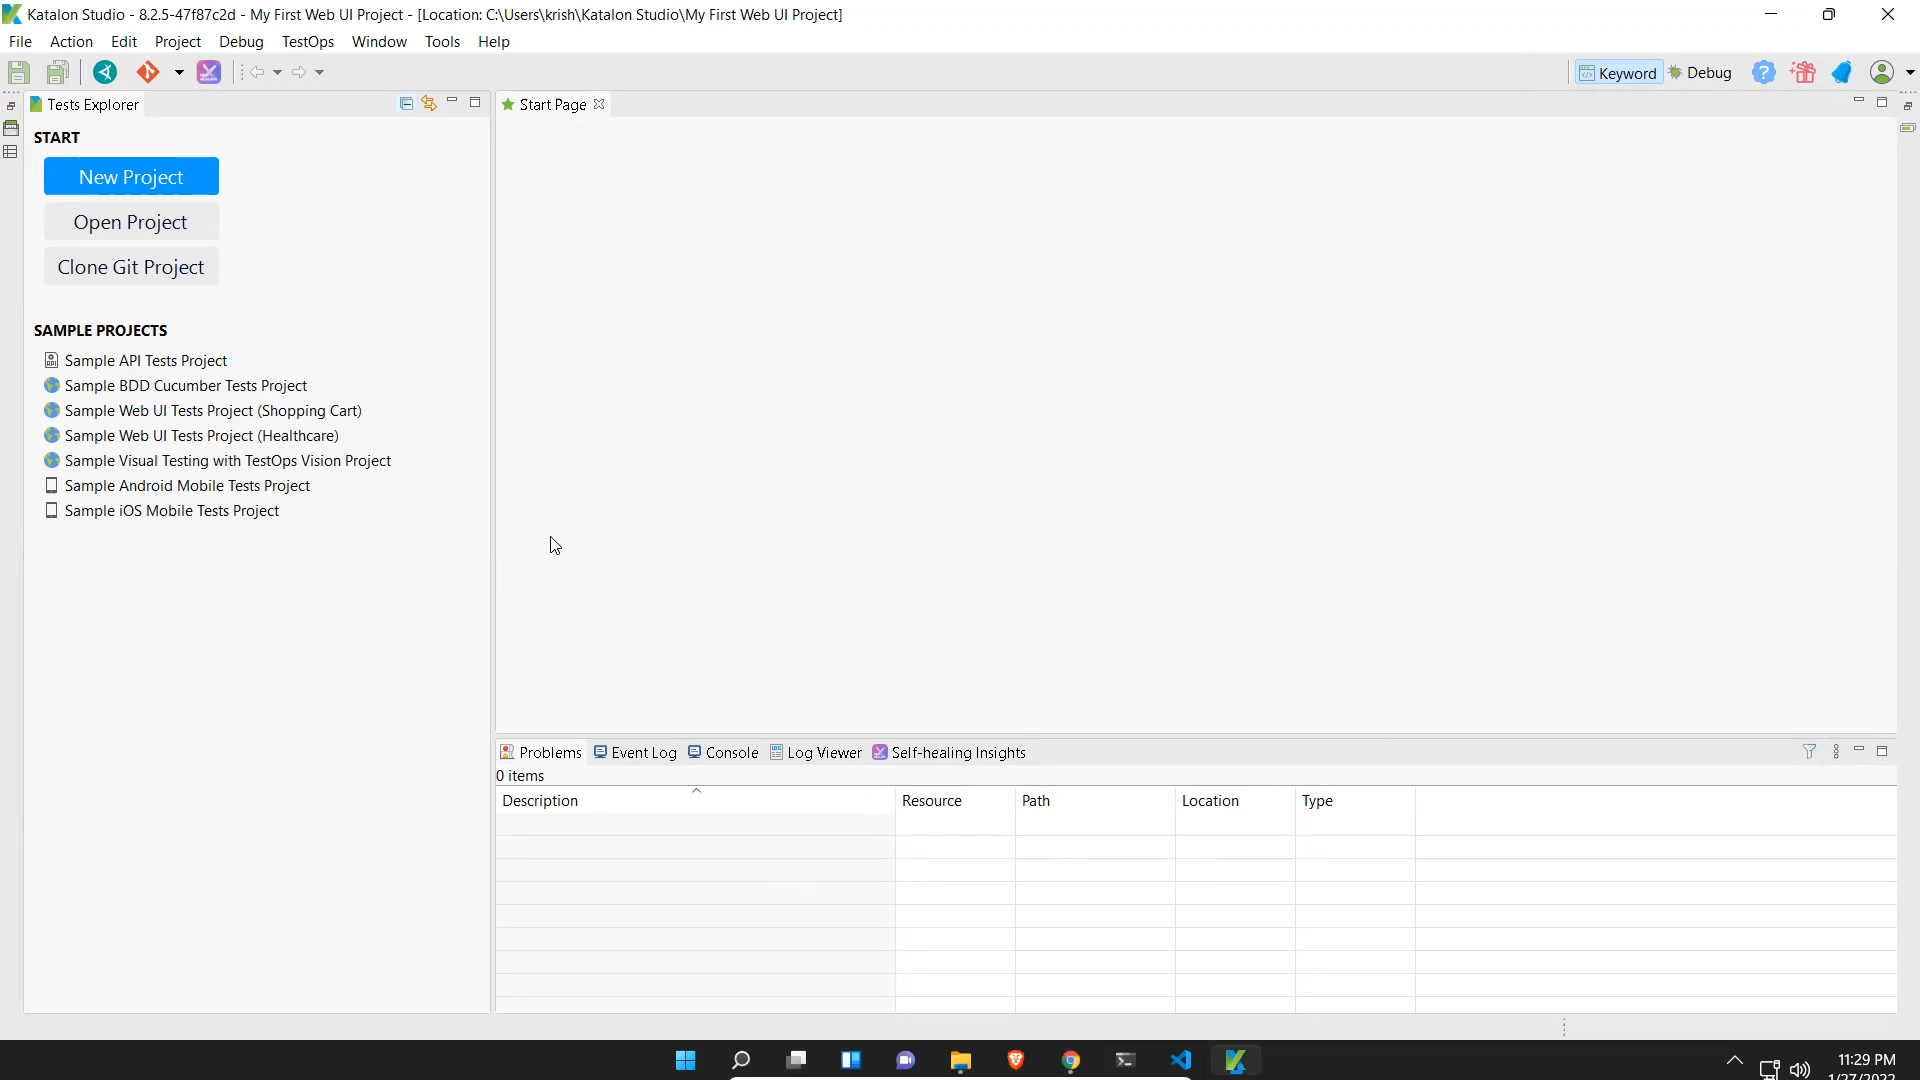 Katalon Studio - 8.2.5-47f87c2d - My First Web UI Project - [Location: C:\Users\krish\Katalon Studio\My First Web UI Project]
File Action Edit Project Debug TestOps Window Tools Help
Keyword Debug
Tests Explorer
Start Page
START
New Project
Open Project
Clone Git Project
SAMPLE PROJECTS
Sample API Tests Project
Sample BDD Cucumber Tests Project
Sample Web UI Tests Project (Shopping Cart)
Sample Web UI Tests Project (Healthcare)
Sample Visual Testing with TestOps Vision Project
Sample Android Mobile Tests Project
Sample iOS Mobile Tests Project
Problems Event Log Console Log Viewer Self-healing Insights
0 items
Description Resource Path Location Type
11:29 PM
1/27/2022